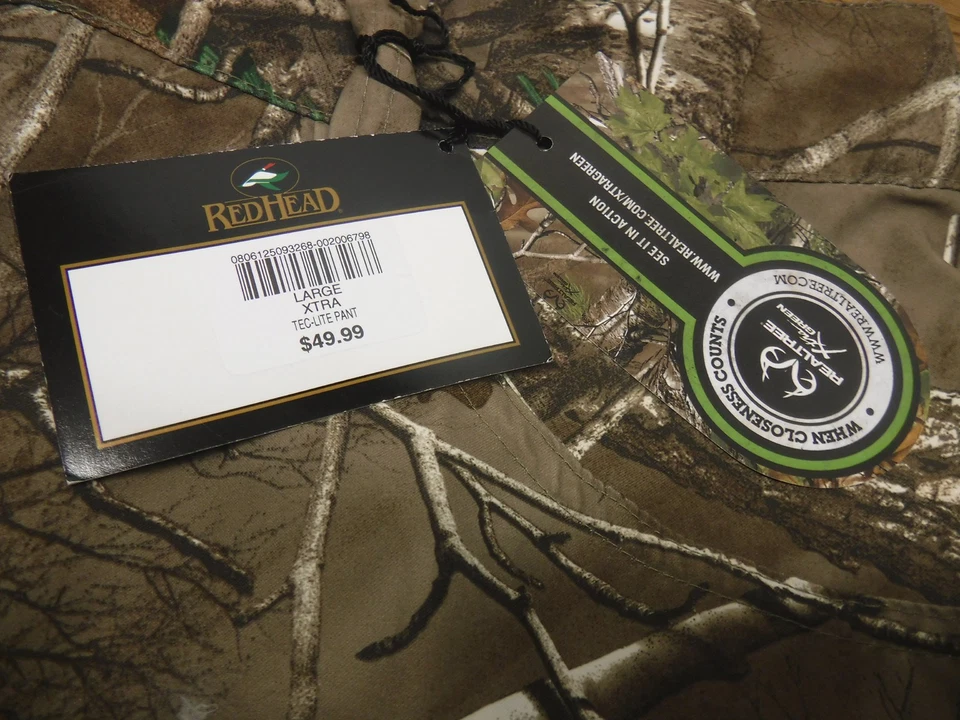 REDHEAD
0806125093268-002006798
LARGE
XTRA
TEC-LITE PANT
$49.99
SEE IT IN ACTION
WWW.REALTREE.COM/XTRAGREEN
WHEN CLOSENESS COUNTS
WWW.REALTREE.COM
REALTREE
Xtra
GREEN